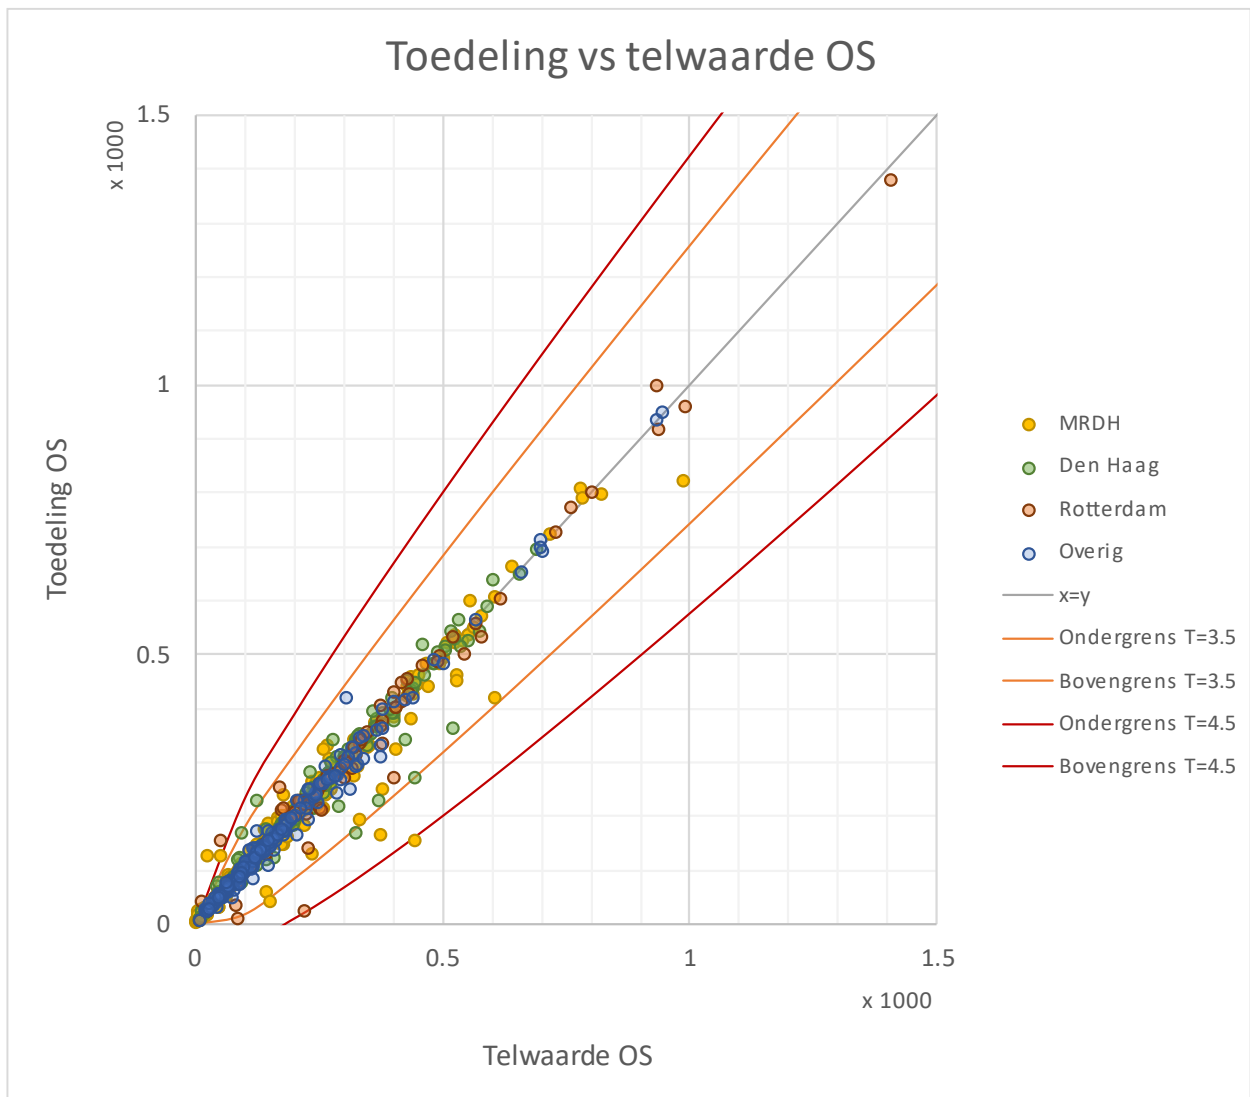 Toedeling vs telwaarde OS
1.5
x 1000
1
Toedeling OS
0.5
0
0
0.5
1
1.5
x 1000
Telwaarde OS
MRDH
Den Haag
Rotterdam
Overig
x=y
Ondergrens T=3.5
Bovengrens T=3.5
Ondergrens T=4.5
Bovengrens T=4.5